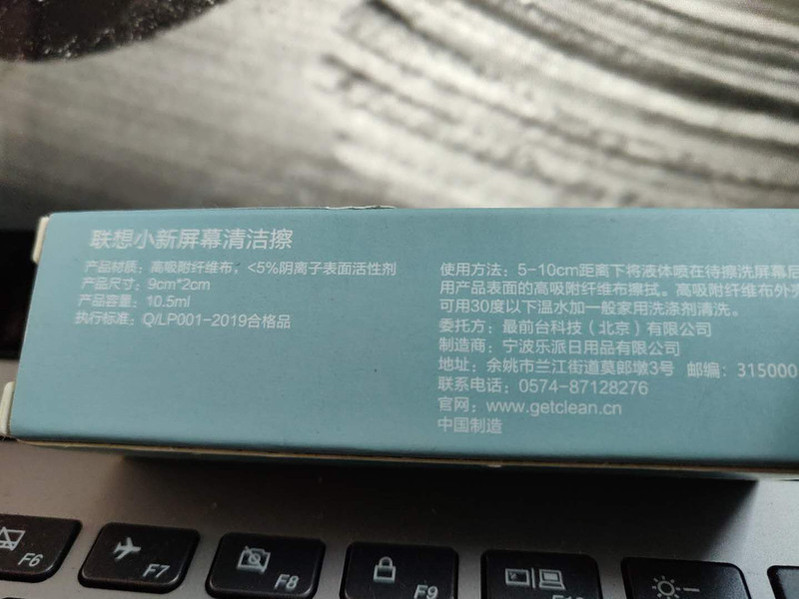 联想小新屏幕清洁擦
产品材质：高吸附纤维布，<5%阴离子表面活性剂
产品尺寸：9cm*2cm
产品容量：10.5ml
执行标准：Q/LP001-2019合格品
使用方法：5-10cm距离下将液体喷在待擦洗屏幕后
用产品表面的高吸附纤维布擦拭。高吸附纤维布外壳
可用30度以下温水加一般家用洗涤剂清洗。
委托方：最前台科技（北京）有限公司
制造商：宁波乐派日用品有限公司
地址：余姚市兰江街道莫郎墩3号 邮编：315000
联系电话：0574-87128276
官网：www.getclean.cn
中国制造
F6
F7
F8
F9
F10